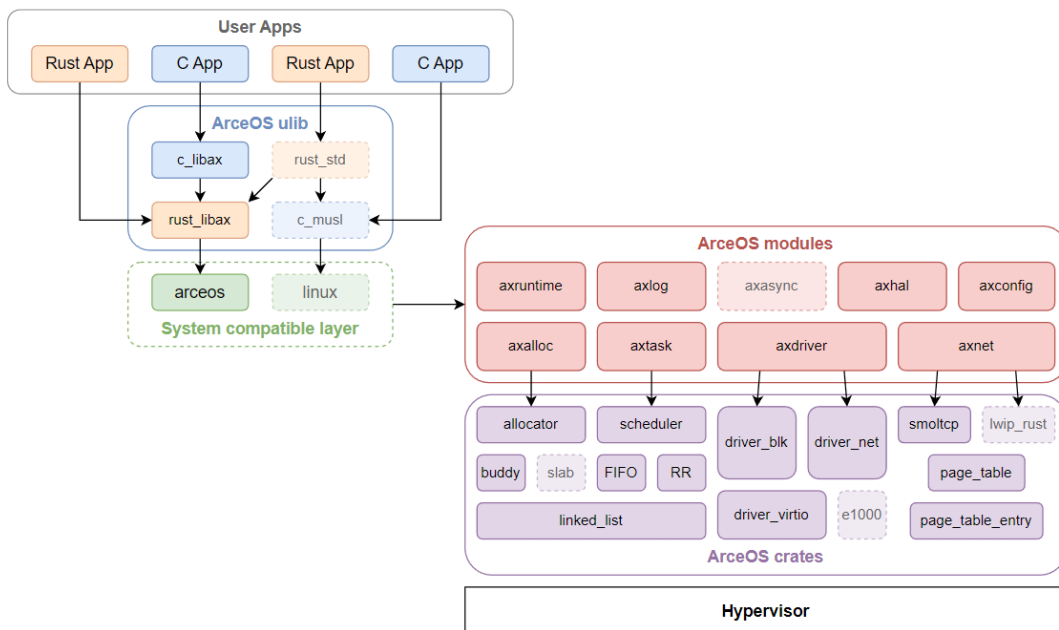 User Apps
Rust App
C App
Rust App
C App
ArceOS ulib
c_libax
rust_std
rust_libax
c_musl
arceos
linux
System compatible layer
ArceOS modules
axruntime
axlog
axasync
axhal
axconfig
axalloc
axtask
axdriver
axnet
allocator
scheduler
driver_blk
driver_net
smoltcp
lwip_rust
buddy
slab
FIFO
RR
page_table
linked_list
driver_virtio
e1000
page_table_entry
ArceOS crates
Hypervisor